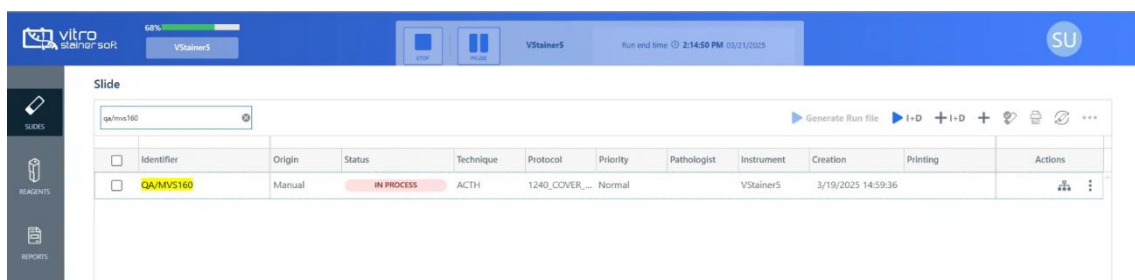 vitro
stainer soft
68%
VStainer5
STOP
PAUSE
VStainer5
Run end time 2:14:50 PM 03/21/2025
SU
SLIDES
REAGENTS
REPORTS
Slide
qa/mvs160
Generate Run file I+D +I+D +
Identifier Origin Status Technique Protocol Priority Pathologist Instrument Creation Printing Actions
QA/MVS160 Manual IN PROCESS ACTH 1240_COVER_... Normal VStainer5 3/19/2025 14:59:36